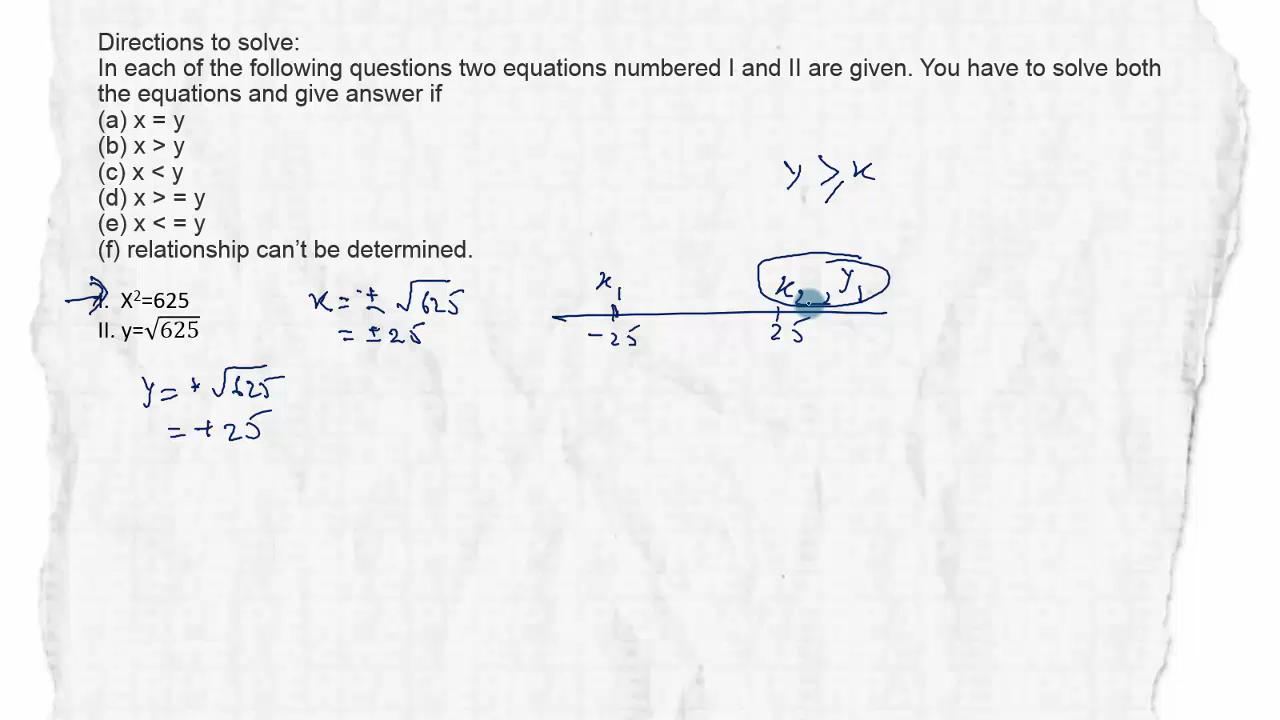 Directions to solve:
In each of the following questions two equations numbered I and II are given. You have to solve both
the equations and give answer if
(a) x = y
(b) x > y
(c) x < y
(d) x > = y
(e) x < = y
(f) relationship can’t be determined.
y ≥ x
I. X²=625
II. y=√625
x = ± √625
= ± 25
x₁
x₂, y₁
−25
25
y = + √625
= + 25